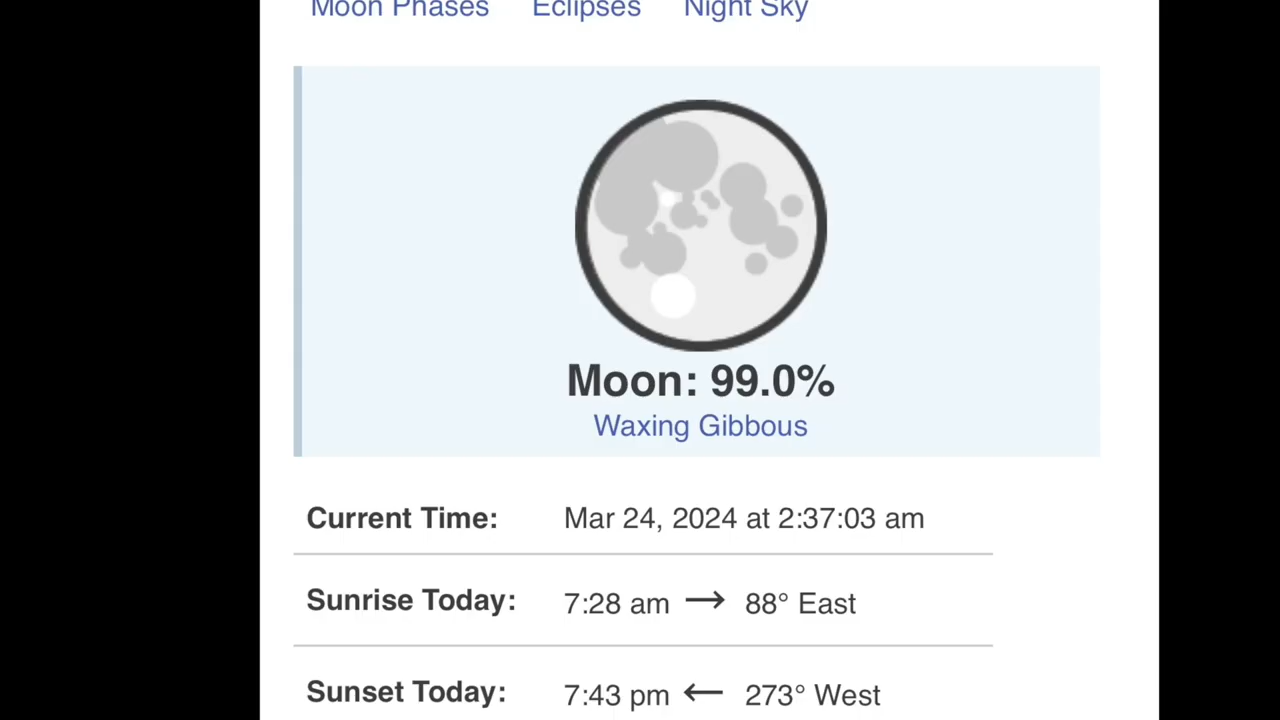 Moon Phases Eclipses Night Sky
Moon: 99.0%
Waxing Gibbous
Current Time: Mar 24, 2024 at 2:37:03 am
Sunrise Today: 7:28 am → 88° East
Sunset Today: 7:43 pm ← 273° West